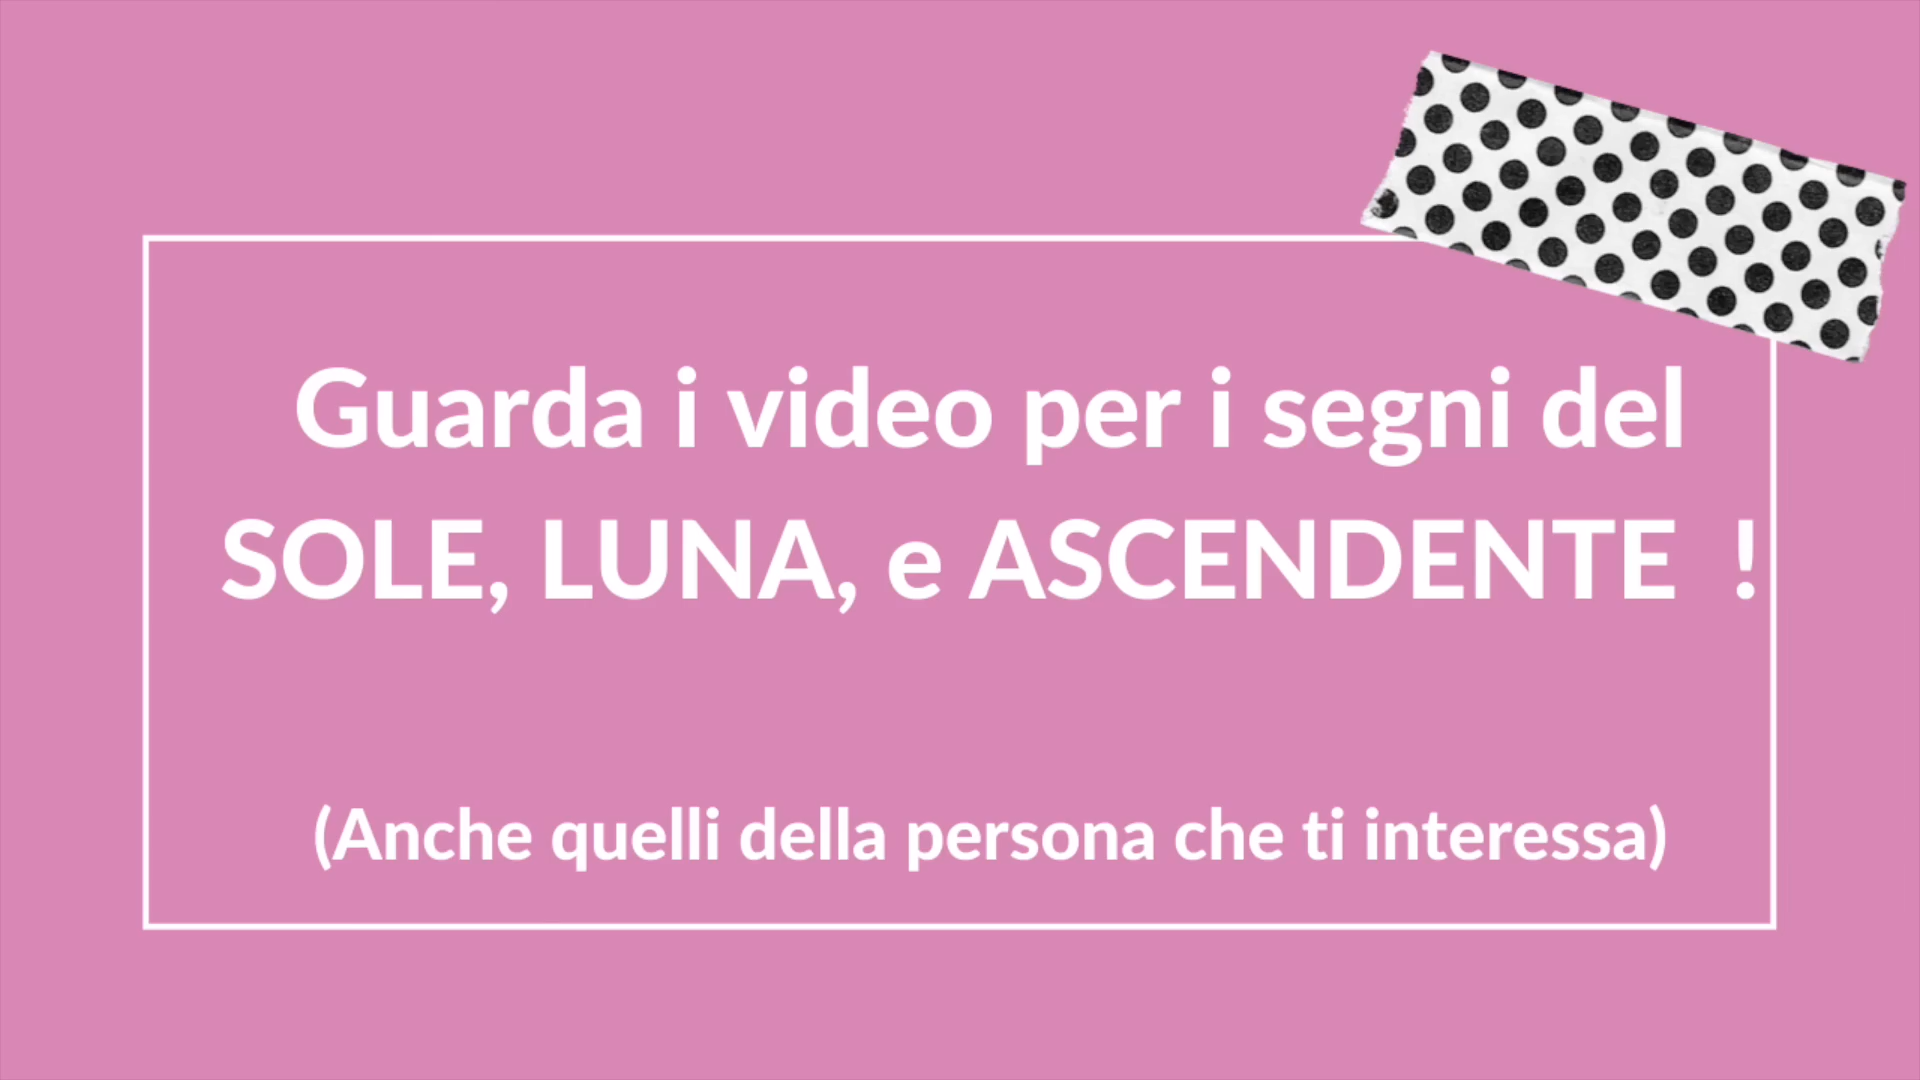 Guarda i video per i segni del
SOLE, LUNA, e ASCENDENTE !
(Anche quelli della persona che ti interessa)